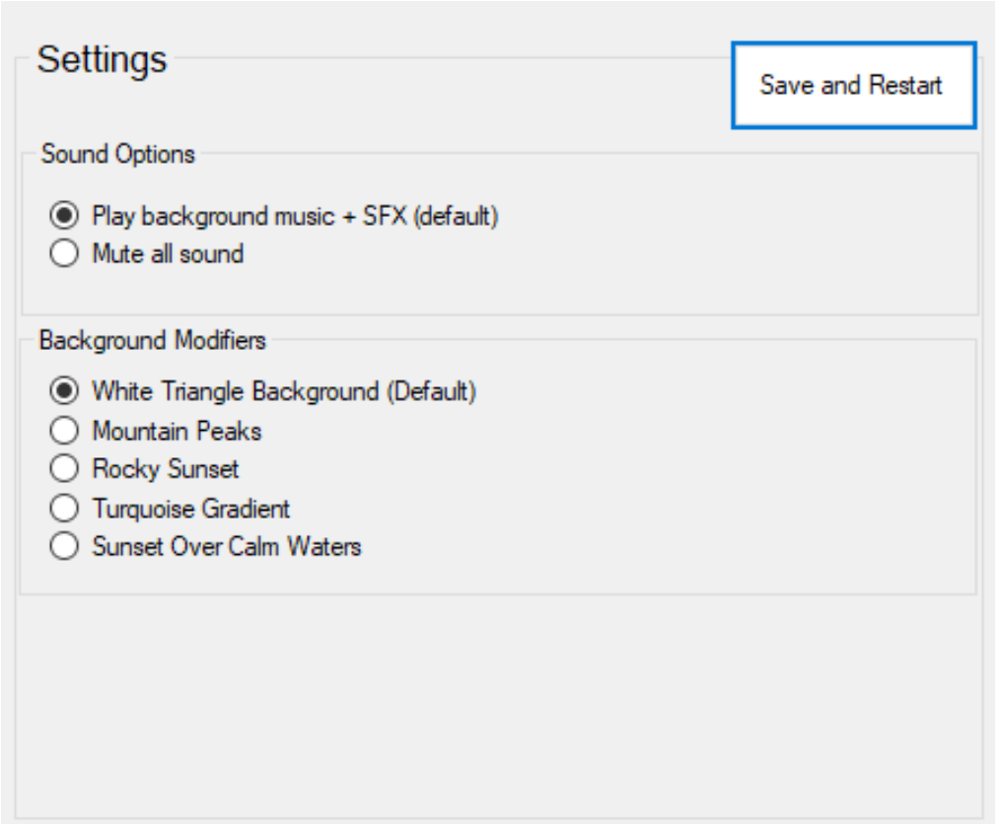 Settings
Save and Restart
Sound Options
Play background music + SFX (default)
Mute all sound
Background Modifiers
White Triangle Background (Default)
Mountain Peaks
Rocky Sunset
Turquoise Gradient
Sunset Over Calm Waters